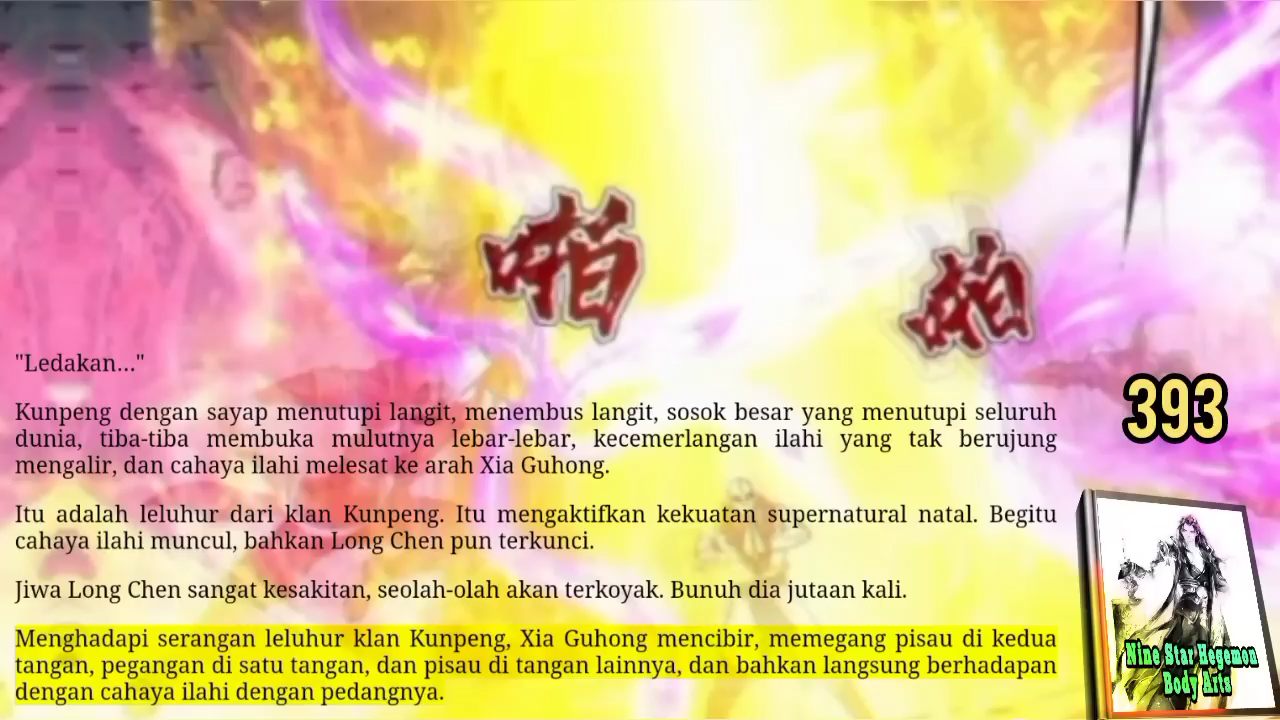 啪
啪
"Ledakan..."
Kunpeng dengan sayap menutupi langit, menembus langit, sosok besar yang menutupi seluruh
dunia, tiba-tiba membuka mulutnya lebar-lebar, kecemerlangan ilahi yang tak berujung
mengalir, dan cahaya ilahi melesat ke arah Xia Guhong.
Itu adalah leluhur dari klan Kunpeng. Itu mengaktifkan kekuatan supernatural natal. Begitu
cahaya ilahi muncul, bahkan Long Chen pun terkunci.
Jiwa Long Chen sangat kesakitan, seolah-olah akan terkoyak. Bunuh dia jutaan kali.
Menghadapi serangan leluhur klan Kunpeng, Xia Guhong mencibir, memegang pisau di kedua
tangan, pegangan di satu tangan, dan pisau di tangan lainnya, dan bahkan langsung berhadapan
dengan cahaya ilahi dengan pedangnya.
393
Nine Star Hegemon
Body Arts